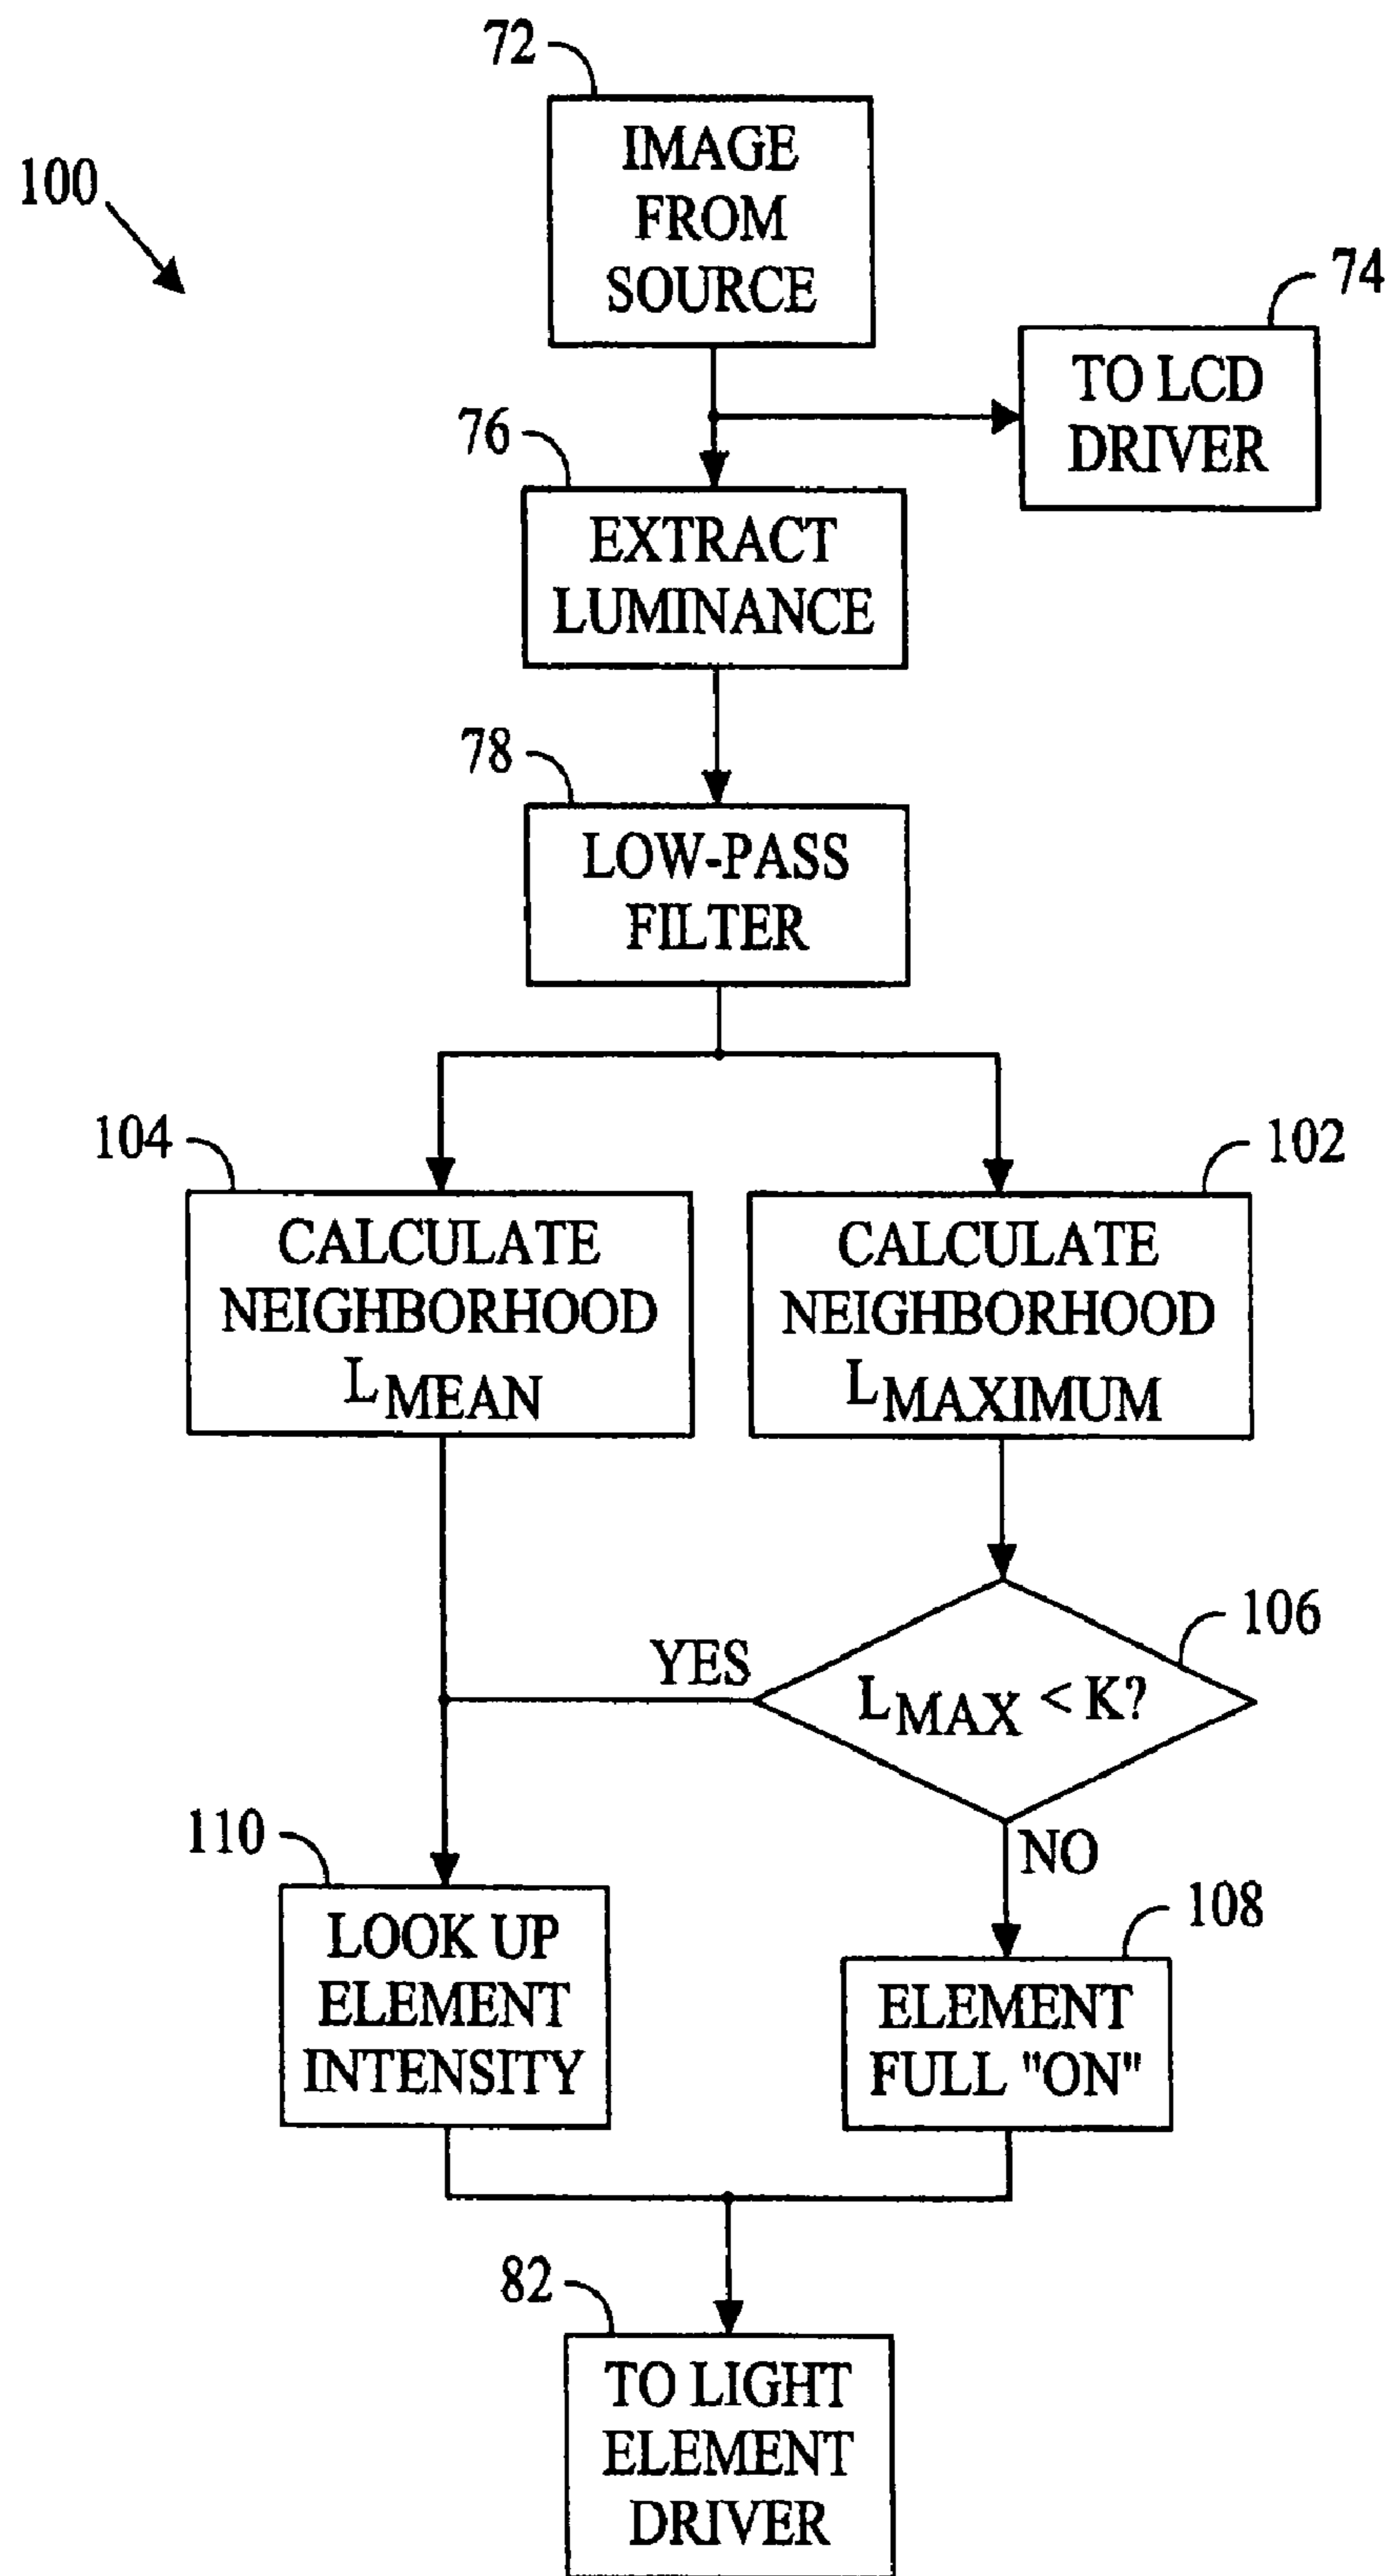 72
IMAGE
FROM
SOURCE
100
74
TO LCD
DRIVER
76
EXTRACT
LUMINANCE
78
LOW-PASS
FILTER
104
CALCULATE
NEIGHBORHOOD
LMEAN
102
CALCULATE
NEIGHBORHOOD
LMAXIMUM
106
YES
LMAX < K?
NO
110
LOOK UP
ELEMENT
INTENSITY
108
ELEMENT
FULL "ON"
82
TO LIGHT
ELEMENT
DRIVER